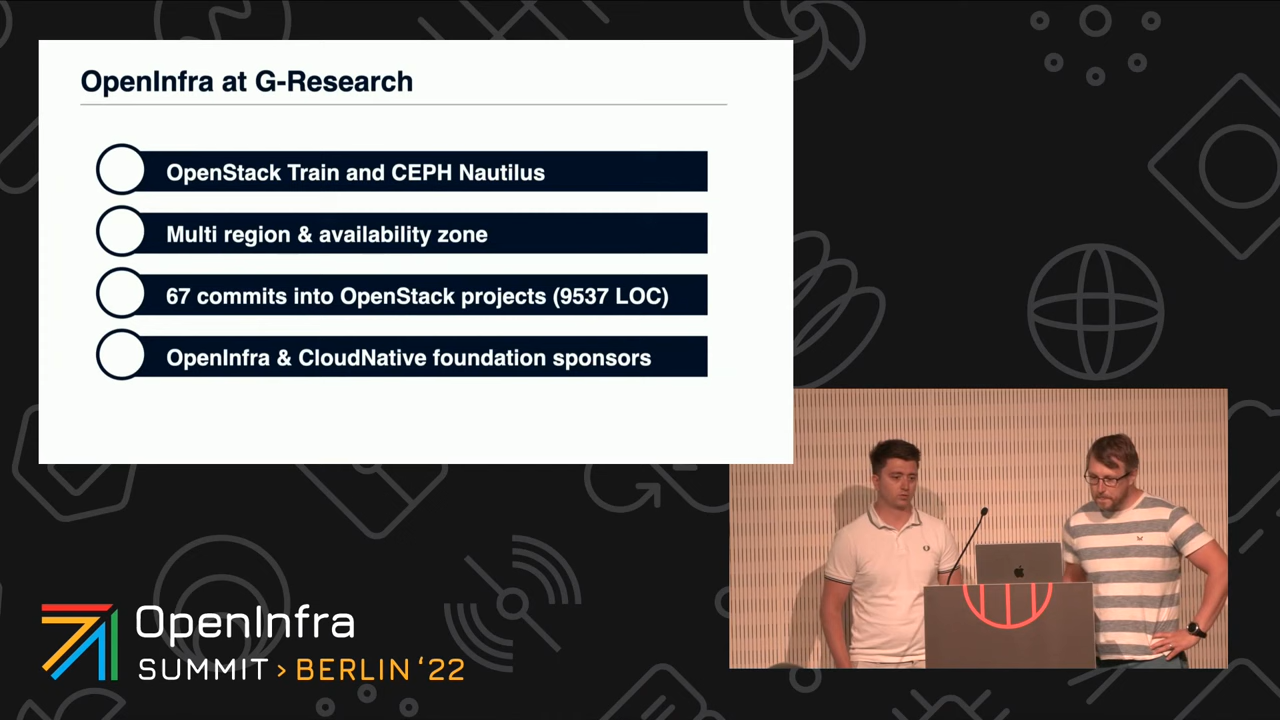 OpenInfra at G-Research
OpenStack Train and CEPH Nautilus
Multi region & availability zone
67 commits into OpenStack projects (9537 LOC)
OpenInfra & CloudNative foundation sponsors
OpenInfra
SUMMIT > BERLIN ‘22